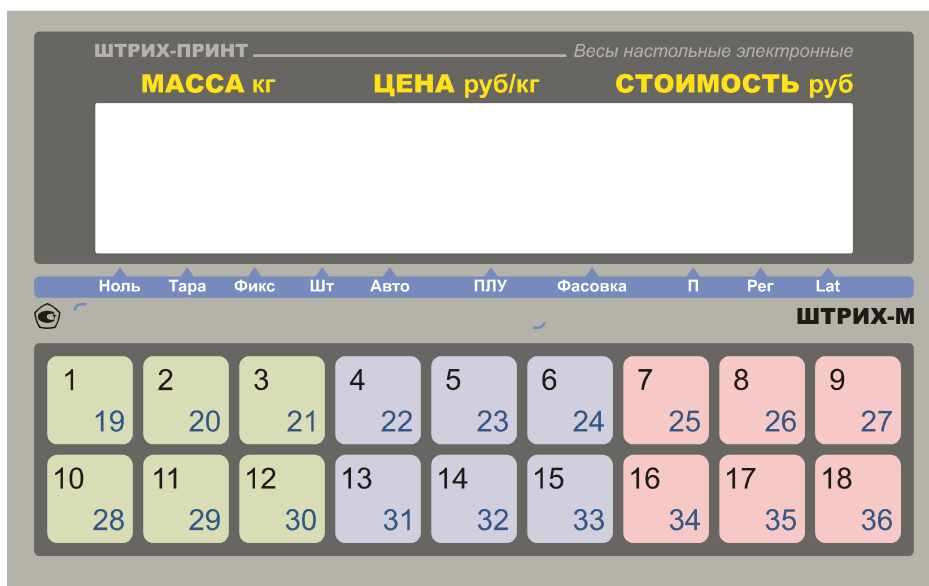 ШТРИХ-ПРИНТ Весы настольные электронные
МАССА кг ЦЕНА руб/кг СТОИМОСТЬ руб
Ноль Тара Фикс Шт Авто ПЛУ Фасовка П Рег Lat
ШТРИХ-М
1 2 3 4 5 6 7 8 9
19 20 21 22 23 24 25 26 27
10 11 12 13 14 15 16 17 18
28 29 30 31 32 33 34 35 36